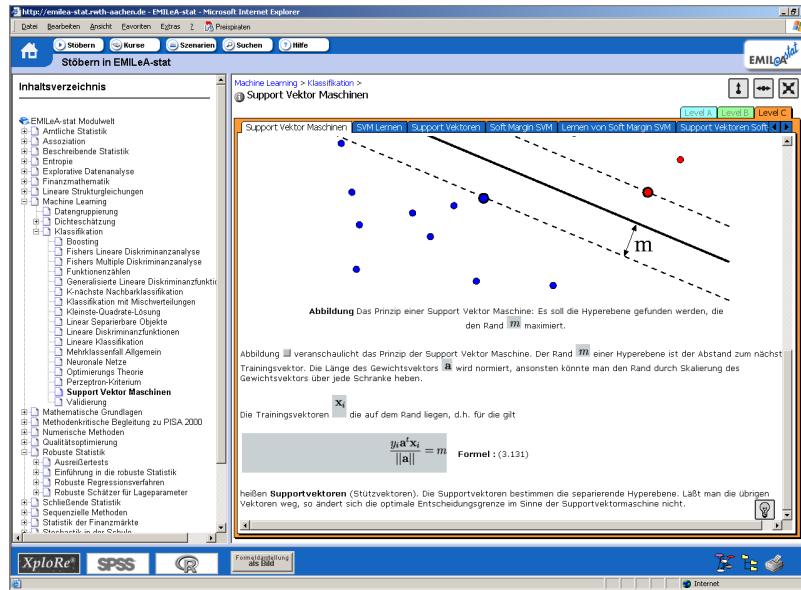 http://emilea-stat.rwth-aachen.de - EMILeA-stat - Microsoft Internet Explorer
Datei Bearbeiten Ansicht Favoriten Extras ? Preispiraten
Stöbern Kurse Szenarien Suchen Hilfe
Stöbern in EMILeA-stat
EMILeAstat
Inhaltsverzeichnis
EMILeA-stat Modulwelt
Amtliche Statistik
Assoziation
Beschreibende Statistik
Entropie
Explorative Datenanalyse
Finanzmathematik
Lineare Strukturgleichungen
Machine Learning
Datengruppierung
Dichteschätzung
Klassifikation
Boosting
Fishers Lineare Diskriminanzanalyse
Fishers Multiple Diskriminanzanalyse
Funktionenzählen
Generalisierte Lineare Diskriminanzfunktio
K-nächste Nachbarklassifikation
Klassifikation mit Mischverteilungen
Kleinste-Quadrate-Lösung
Linear Separierbare Objekte
Lineare Diskriminanzfunktionen
Lineare Klassifikation
Mehrklassenfall Allgemein
Neuronale Netze
Optimierungs Theorie
Perzeptron-Kriterium
Support Vektor Maschinen
Validierung
Mathematische Grundlagen
Methodenkritische Begleitung zu PISA 2000
Numerische Methoden
Qualitätsoptimierung
Robuste Statistik
Ausreißertests
Einführung in die robuste Statistik
Robuste Regressionsverfahren
Robuste Schätzer für Lageparameter
Schließende Statistik
Sequenzielle Methoden
Statistik der Finanzmärkte
Stochastik in der Schule
Machine Learning > Klassifikation >
Support Vektor Maschinen
Level A Level B Level C
Support Vektor Maschinen SVM Lernen Support Vektoren Soft Margin SVM Lernen von Soft Margin SVM Support Vektoren Soft-
m
Abbildung Das Prinzip einer Support Vektor Maschine: Es soll die Hyperebene gefunden werden, die
den Rand m maximiert.
Abbildung veranschaulicht das Prinzip der Support Vektor Maschine. Der Rand m einer Hyperebene ist der Abstand zum nächst
Trainingsvektor. Die Länge des Gewichtsvektors a wird normiert, ansonsten könnte man den Rand durch Skalierung des
Gewichtsvektors über jede Schranke heben.
Die Trainingsvektoren xᵢ die auf dem Rand liegen, d.h. für die gilt
yᵢaᵗxᵢ / ||a|| = m Formel : (3.131)
heißen Supportvektoren (Stützvektoren). Die Supportvektoren bestimmen die separierende Hyperebene. Läßt man die übrigen
Vektoren weg, so ändert sich die optimale Entscheidungsgrenze im Sinne der Supportvektormaschine nicht.
XploRe® SPSS R Formeldarstellung
als Bild
Internet